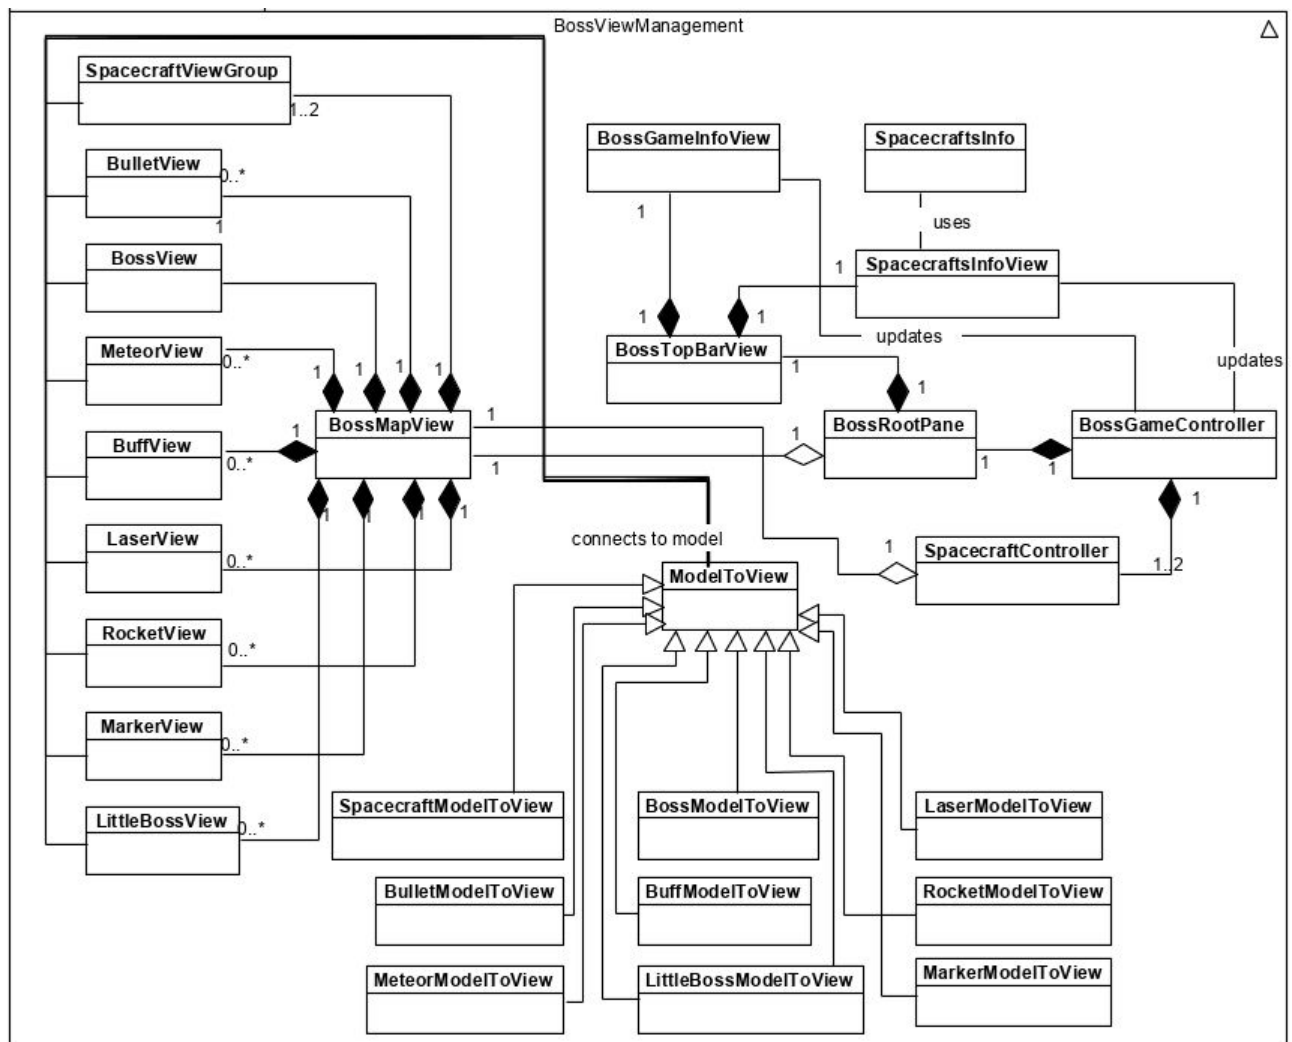 BossViewManagement
SpacecraftViewGroup
1..2
BulletView
0..*
1
BossView
MeteorView
0..*
BuffView
0..*
LaserView
0..*
RocketView
0..*
MarkerView
0..*
LittleBossView
0..*
1
1
1
1
1
BossMapView
1
1
1
1
1
1
BossGameInfoView
1
SpacecraftsInfo
uses
1
SpacecraftsInfoView
1
1
updates
updates
BossTopBarView
1
1
1
BossRootPane
1
1
BossGameController
1
1
SpacecraftController
1..2
connects to model
ModelToView
SpacecraftModelToView
BossModelToView
LaserModelToView
BulletModelToView
BuffModelToView
RocketModelToView
MeteorModelToView
LittleBossModelToView
MarkerModelToView